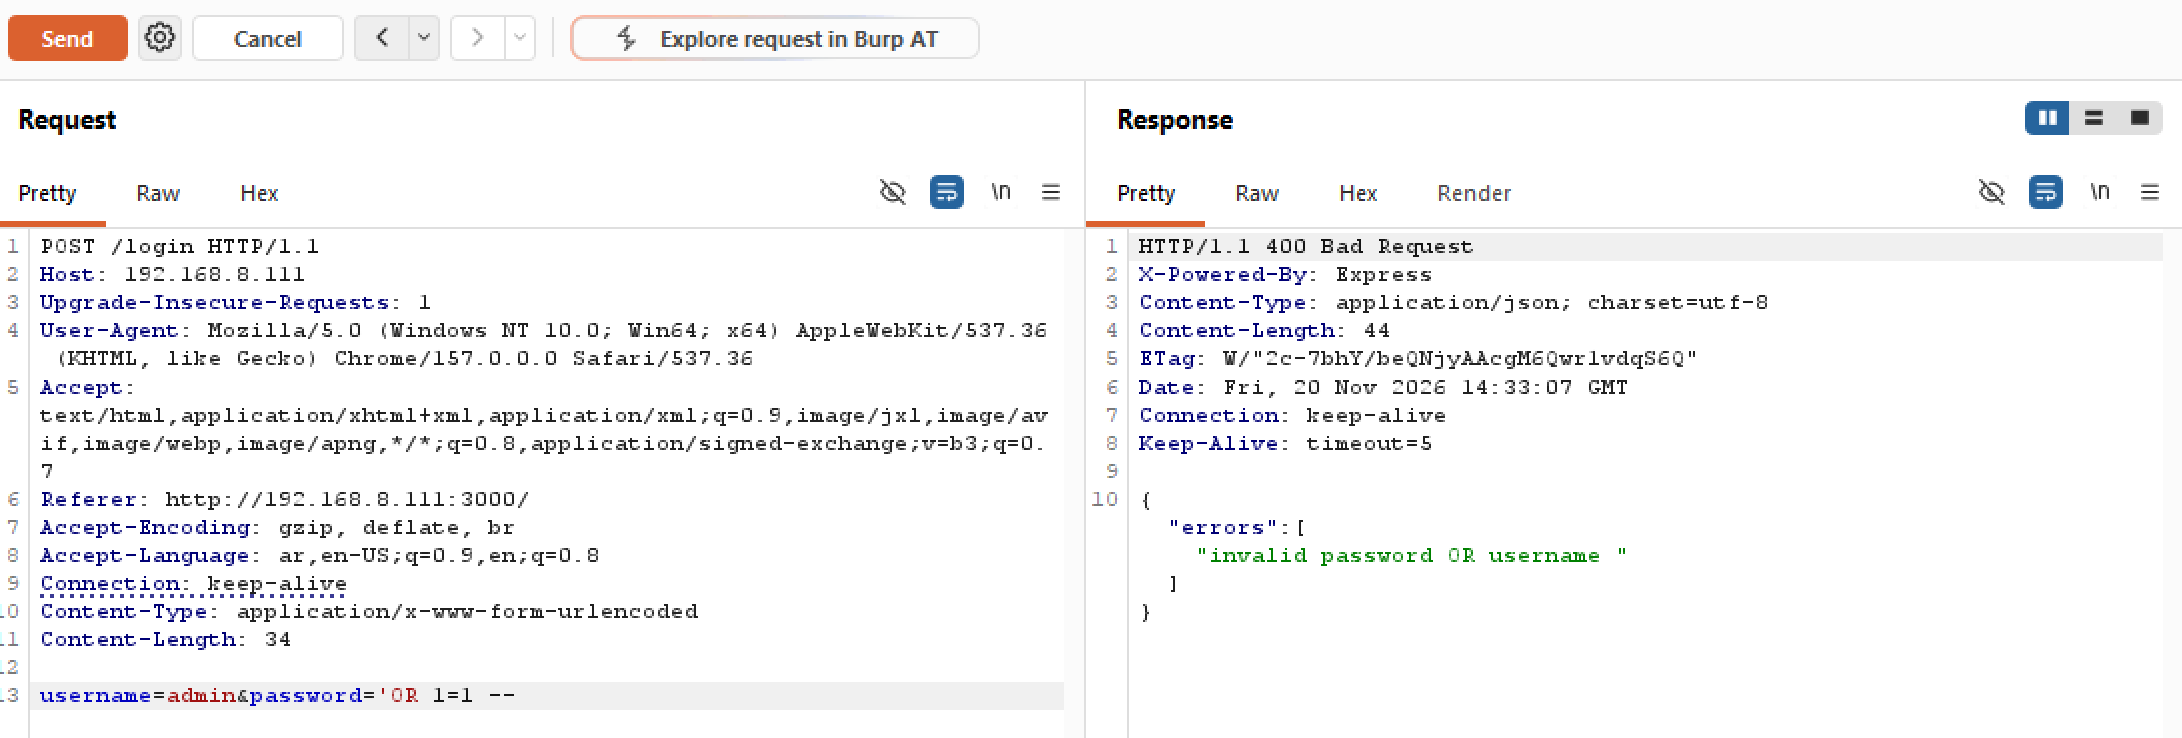 Send
Cancel
Explore request in Burp AT
Request
Pretty Raw Hex \n
1 POST /login HTTP/1.1
2 Host: 192.168.8.111
3 Upgrade-Insecure-Requests: 1
4 User-Agent: Mozilla/5.0 (Windows NT 10.0; Win64; x64) AppleWebKit/537.36
(KHTML, like Gecko) Chrome/157.0.0.0 Safari/537.36
5 Accept:
text/html,application/xhtml+xml,application/xml;q=0.9,image/jxl,image/av
if,image/webp,image/apng,*/*;q=0.8,application/signed-exchange;v=b3;q=0.
7
6 Referer: http://192.168.8.111:3000/
7 Accept-Encoding: gzip, deflate, br
8 Accept-Language: ar,en-US;q=0.9,en;q=0.8
9 Connection: keep-alive
10 Content-Type: application/x-www-form-urlencoded
11 Content-Length: 34
12
13 username=admin&password='OR 1=1 --
Response
Pretty Raw Hex Render \n
1 HTTP/1.1 400 Bad Request
2 X-Powered-By: Express
3 Content-Type: application/json; charset=utf-8
4 Content-Length: 44
5 ETag: W/"2c-7bhY/beQNjyAAcgM6Qwr1vdqS6Q"
6 Date: Fri, 20 Nov 2026 14:33:07 GMT
7 Connection: keep-alive
8 Keep-Alive: timeout=5
9
10 {
"errors":[
"invalid password OR username "
]
}